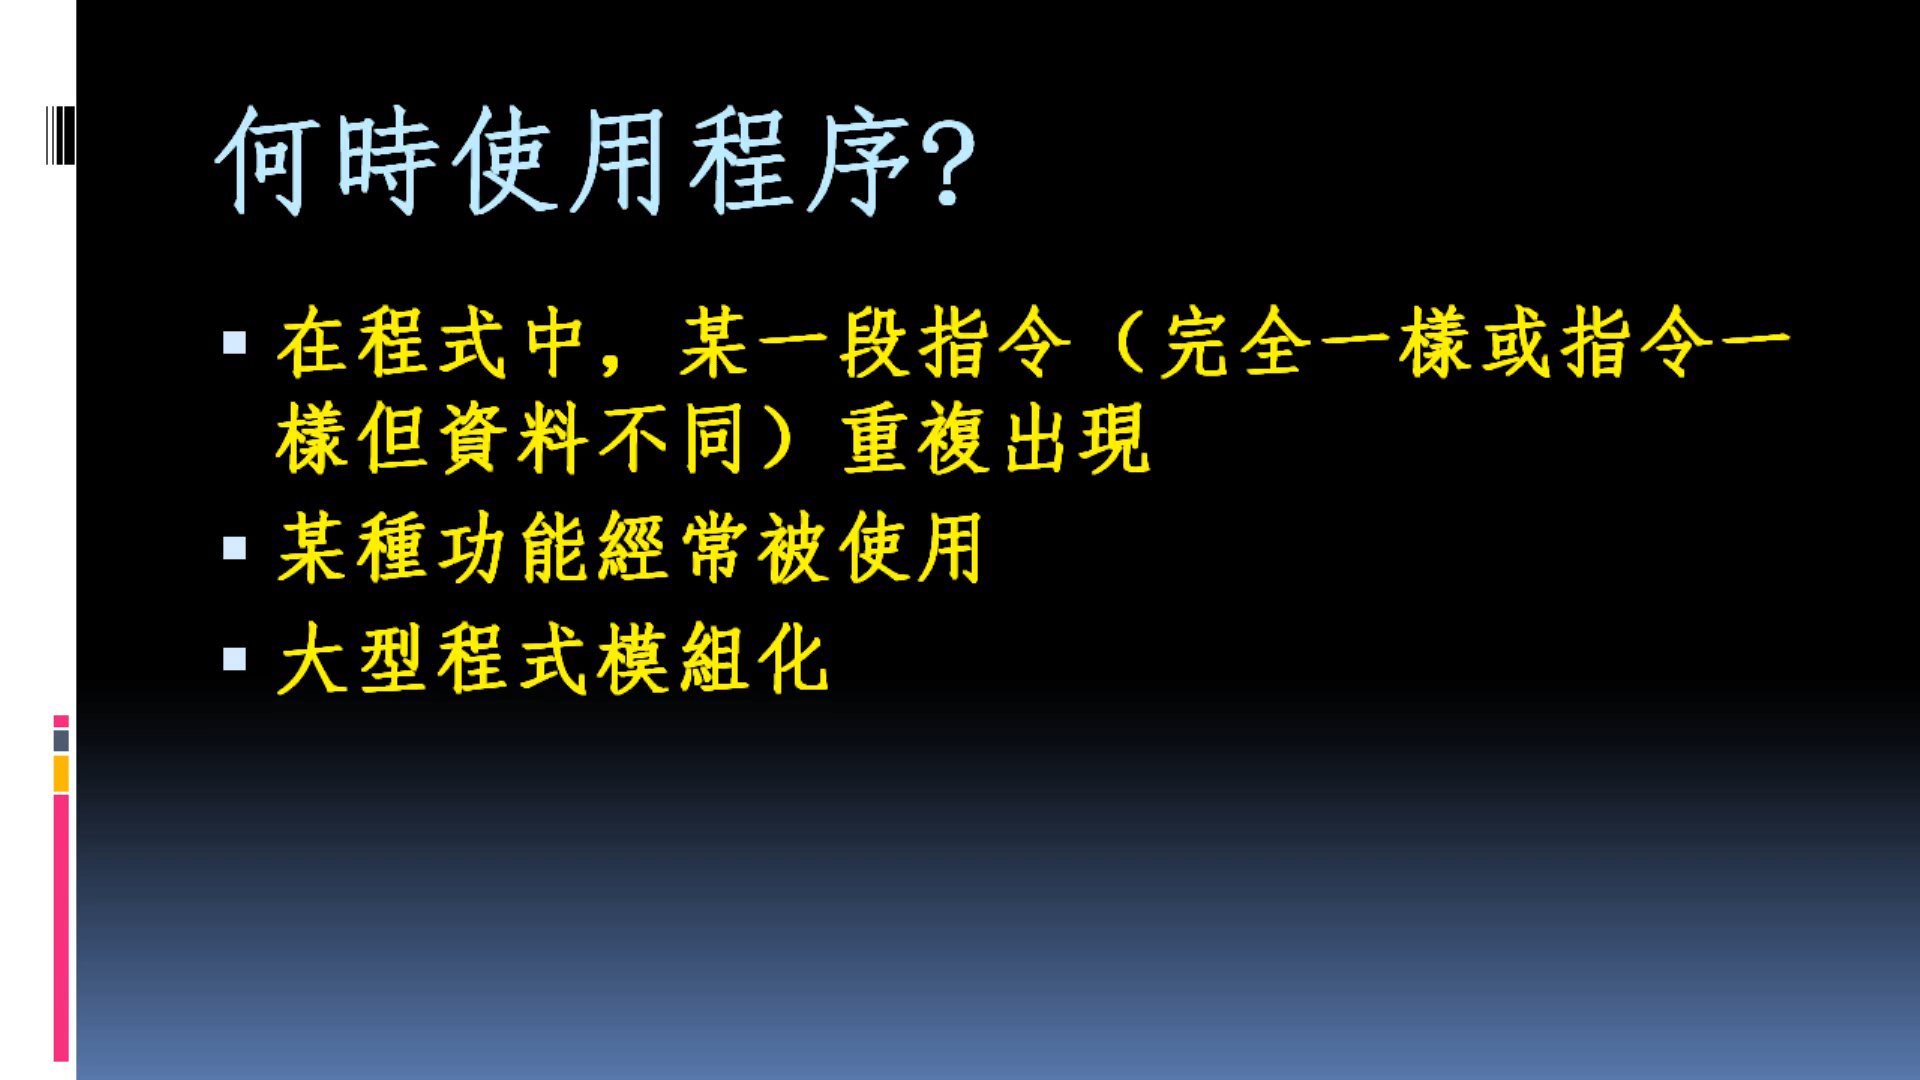 何時使用程序?
▪ 在程式中，某一段指令（完全一樣或指令一
樣但資料不同）重複出現
▪ 某種功能經常被使用
▪ 大型程式模組化